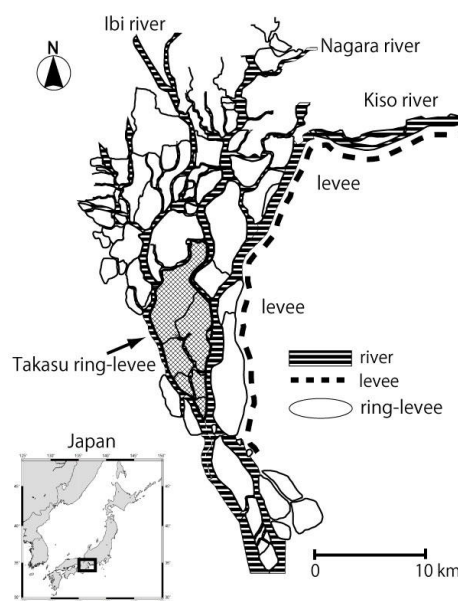 Ibi river
N
Nagara river
Kiso river
levee
levee
Takasu ring-levee
river
levee
ring-levee
Japan
0 10 km